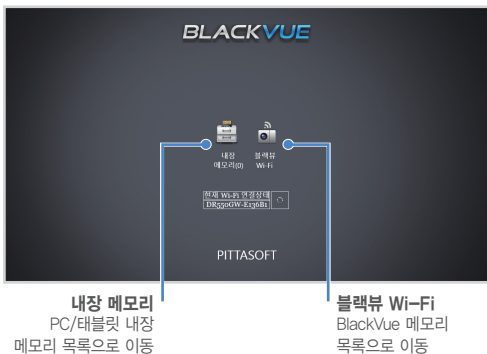 BLACKVUE
내장
메모리(0)
블랙뷰
Wi-Fi
현재 Wi-Fi 연결상태
DR550GW-E136B1
PITTASOFT
내장 메모리
PC/태블릿 내장
메모리 목록으로 이동
블랙뷰 Wi-Fi
BlackVue 메모리
목록으로 이동